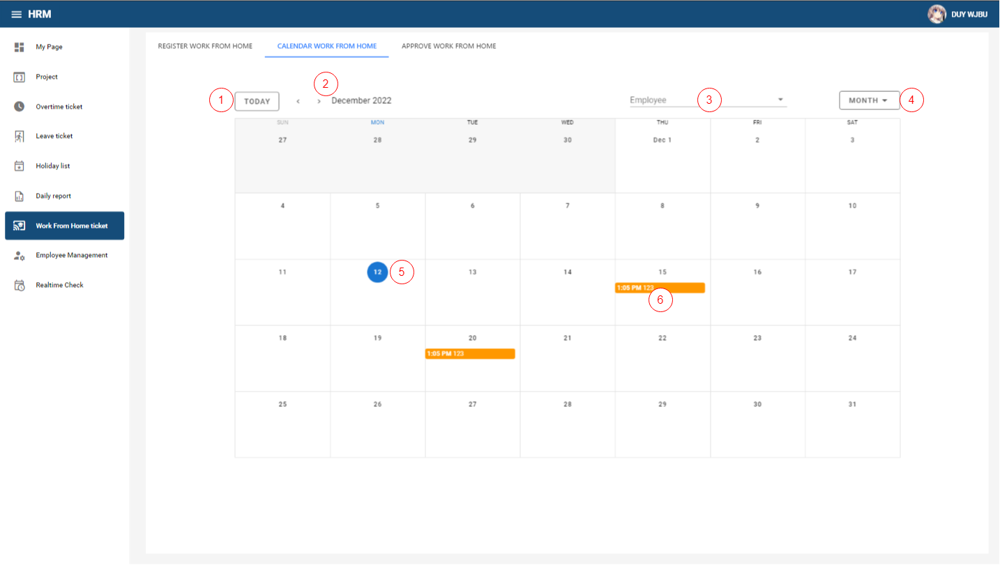 HRM
DUY WJBU
My Page
Project
Overtime ticket
Leave ticket
Holiday list
Daily report
Work From Home ticket
Employee Management
Realtime Check
REGISTER WORK FROM HOME
CALENDAR WORK FROM HOME
APPROVE WORK FROM HOME
1
TODAY
‹
›
2
December 2022
Employee
3
MONTH
4
SUN MON TUE WED THU FRI SAT
27 28 29 30 Dec 1 2 3
4 5 6 7 8 9 10
11 12 5 13 14 15 16 17
1:05 PM 123
6
18 19 20 21 22 23 24
1:05 PM 123
25 26 27 28 29 30 31